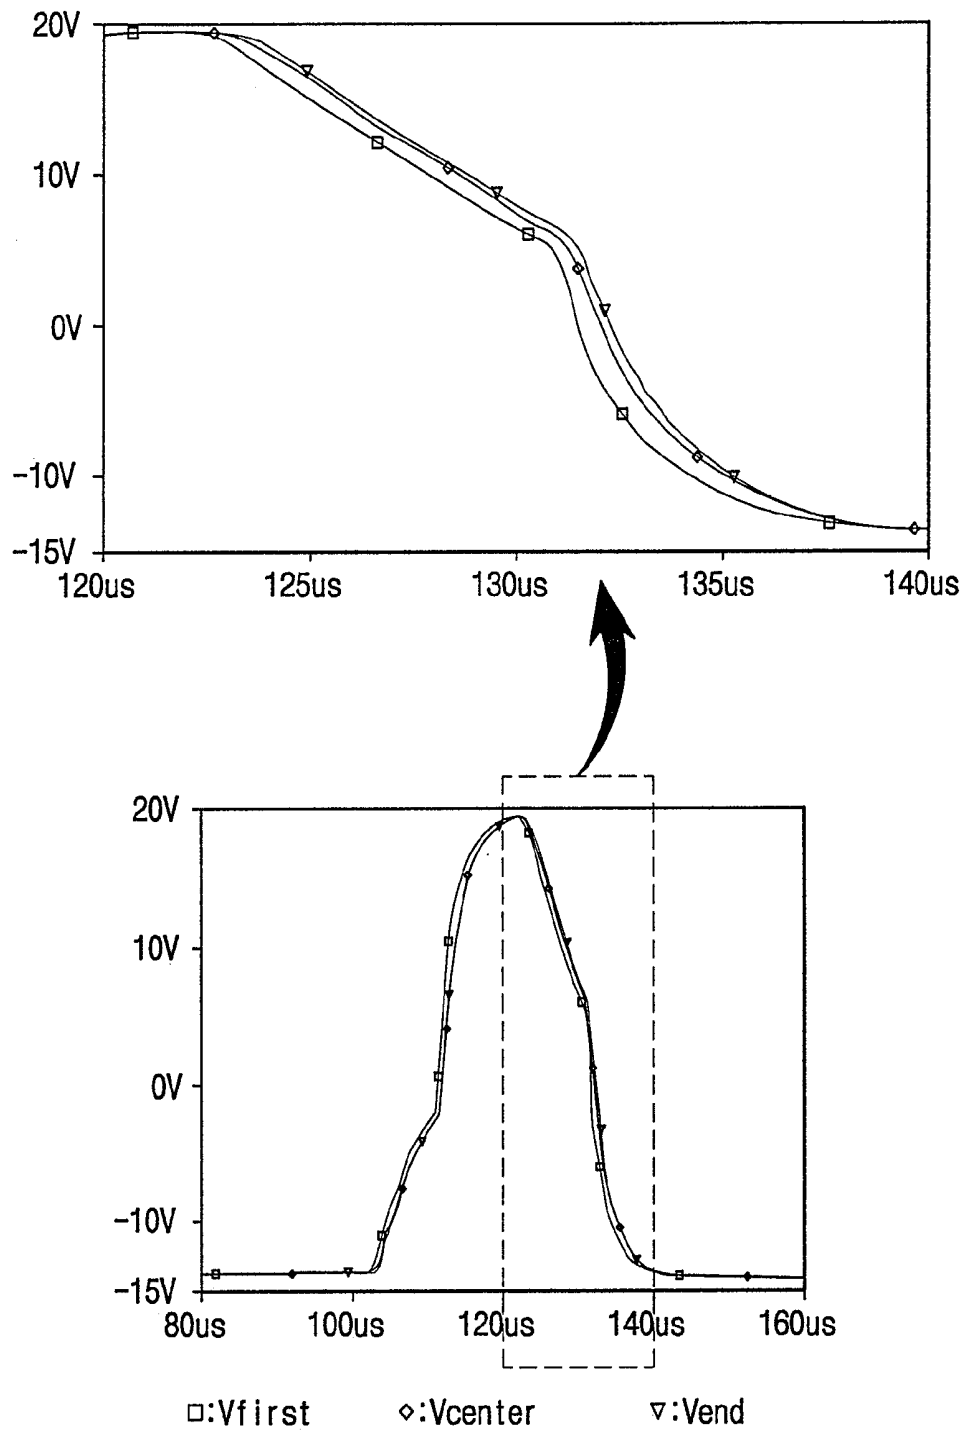 20V
10V
0V
-10V
-15V
120us 125us 130us 135us 140us
20V
10V
0V
-10V
-15V
80us 100us 120us 140us 160us
□:Vfirst ◇:Vcenter ▽:Vend